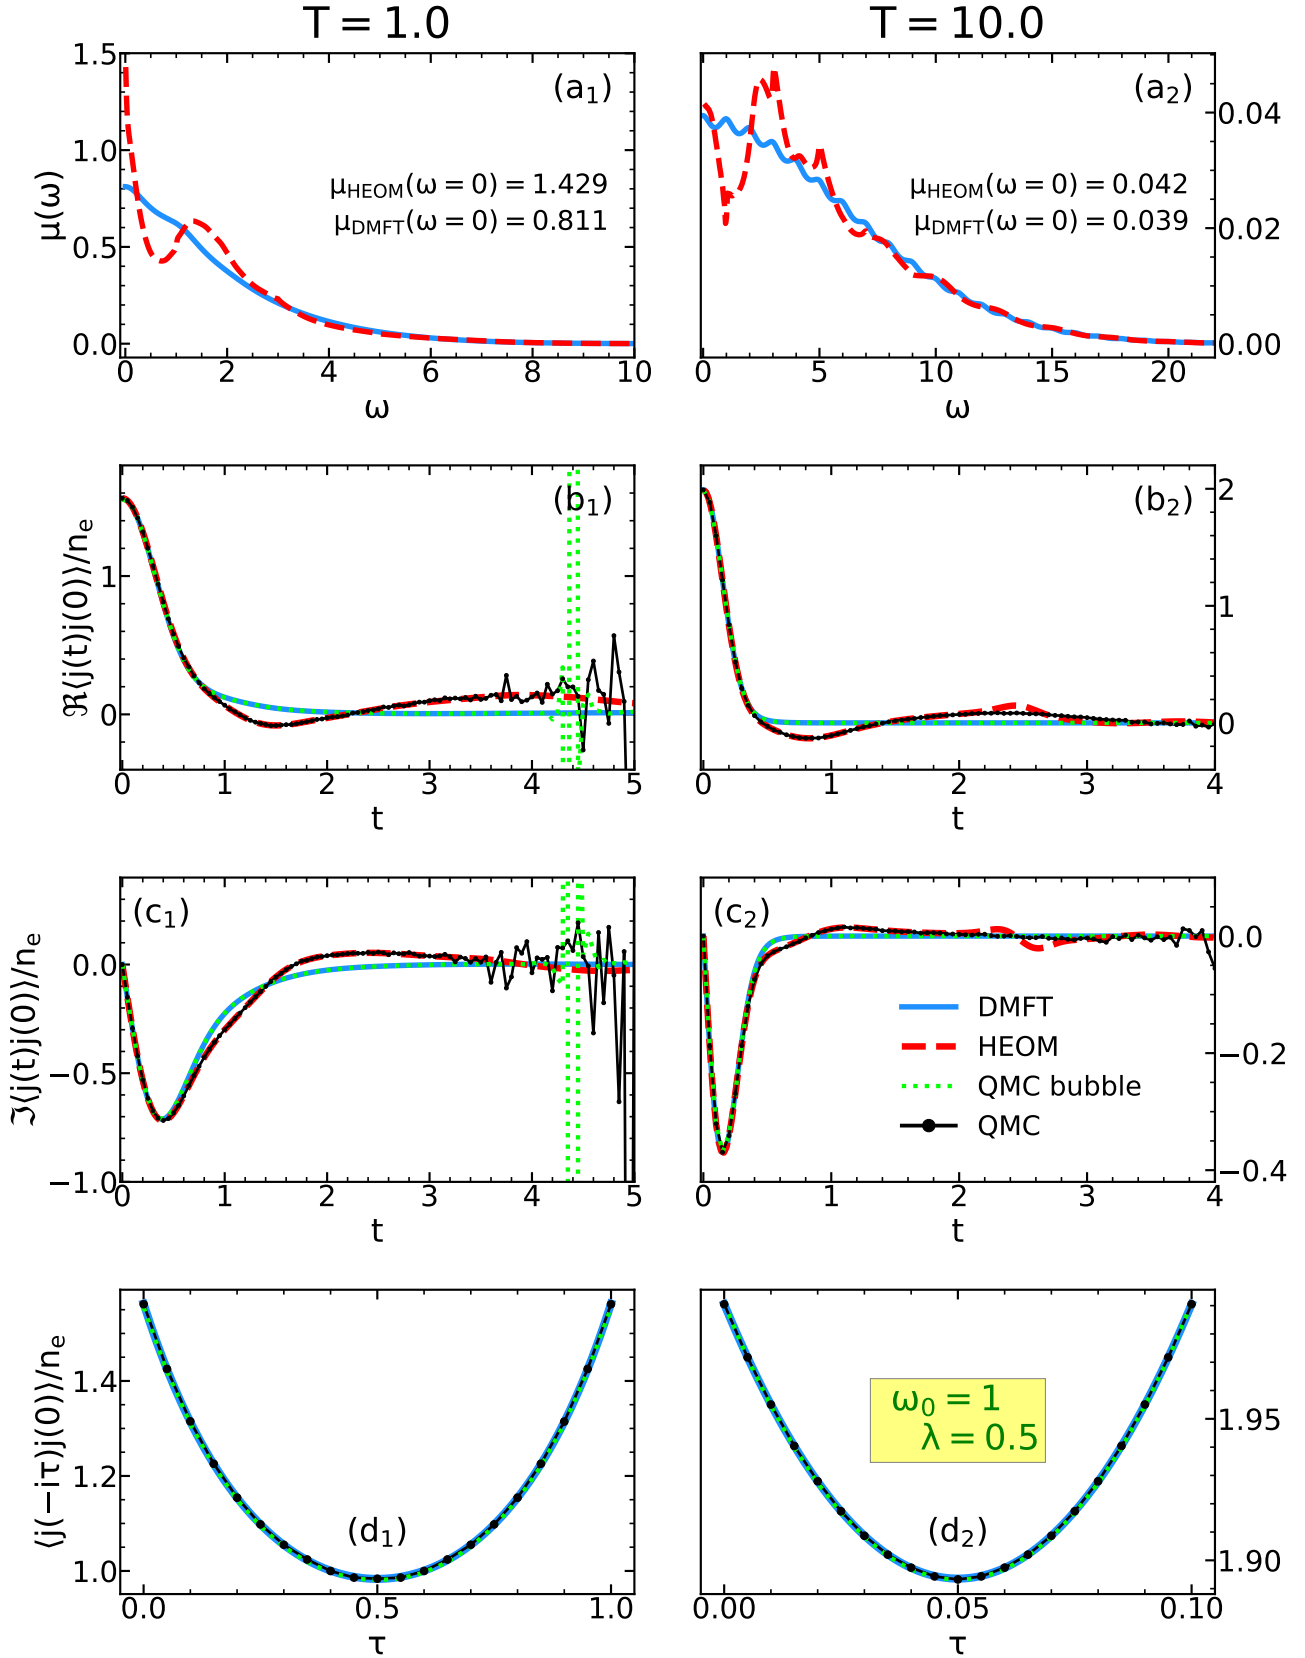 T = 1.0
T = 10.0
(a₁)
μ_HEOM(ω = 0) = 1.429
μ_DMFT(ω = 0) = 0.811
μ(ω)
1.5
1.0
0.5
0.0
0 2 4 6 8 10
ω
(a₂)
μ_HEOM(ω = 0) = 0.042
μ_DMFT(ω = 0) = 0.039
0.04
0.02
0.00
0 5 10 15 20
ω
(b₁)
ℜ⟨j(t)j(0)⟩/nₑ
1
0
0 1 2 3 4 5
t
(b₂)
2
1
0
0 1 2 3 4
t
(c₁)
ℑ⟨j(t)j(0)⟩/nₑ
0.0
−0.5
−1.0
0 1 2 3 4 5
t
(c₂)
DMFT
HEOM
QMC bubble
QMC
0.0
−0.2
−0.4
0 1 2 3 4
t
⟨j(−iτ)j(0)⟩/nₑ
1.4
1.2
1.0
(d₁)
0.0 0.5 1.0
τ
ω₀ = 1
λ = 0.5
(d₂)
1.95
1.90
0.00 0.05 0.10
τ